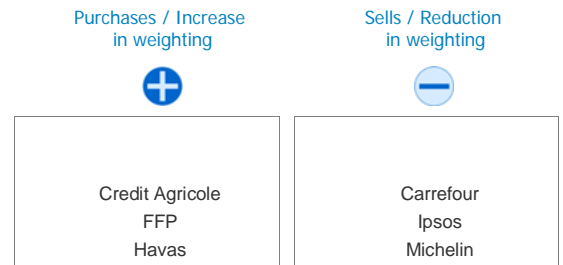 Purchases / Increase
in weighting
Sells / Reduction
in weighting
Credit Agricole
FFP
Havas
Carrefour
Ipsos
Michelin